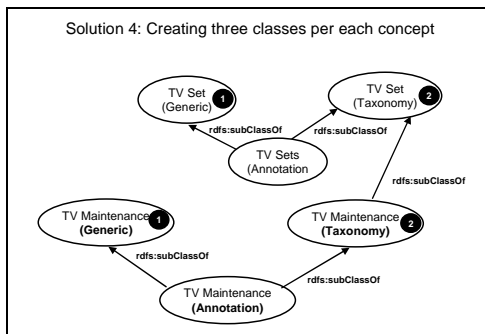 Solution 4: Creating three classes per each concept
TV Set
(Generic)
1
TV Set
(Taxonomy)
2
rdfs:subClassOf
rdfs:subClassOf
TV Sets
(Annotation
rdfs:subClassOf
TV Maintenance
(Generic)
1
TV Maintenance
(Taxonomy)
2
rdfs:subClassOf
rdfs:subClassOf
TV Maintenance
(Annotation)